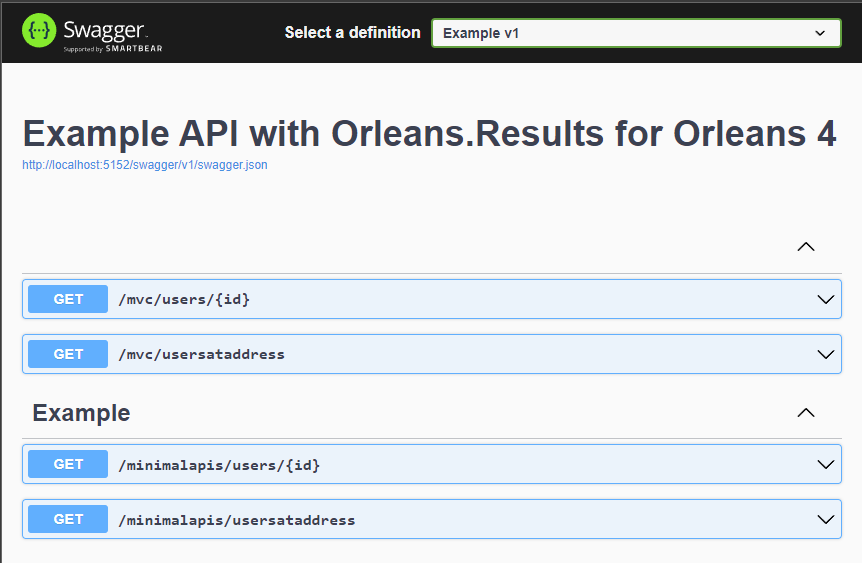 {···} Swagger.
Supported by SMARTBEAR
Select a definition
Example v1
Example API with Orleans.Results for Orleans 4
http://localhost:5152/swagger/v1/swagger.json
GET /mvc/users/{id}
GET /mvc/usersataddress
Example
GET /minimalapis/users/{id}
GET /minimalapis/usersataddress